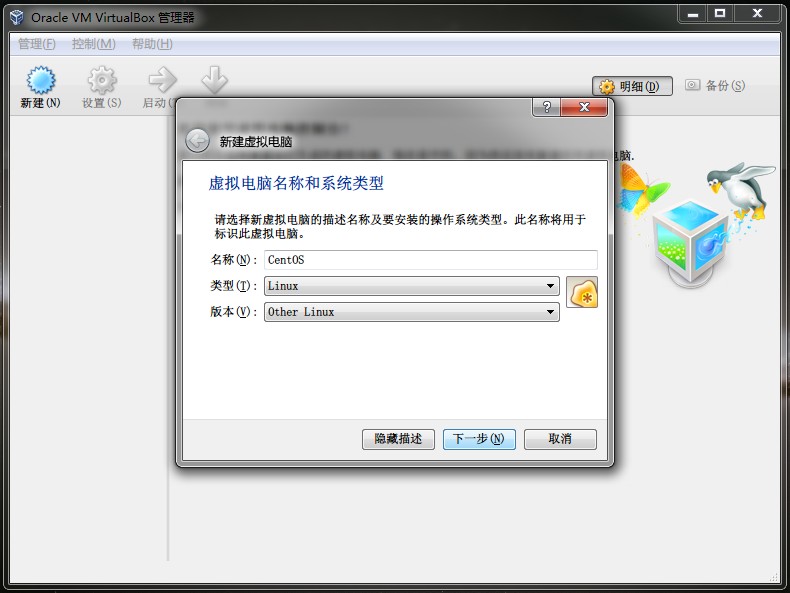 Oracle VM VirtualBox 管理器
管理(F) 控制(M) 帮助(H)
新建(N) 设置(S) 启动(
明细(D) 备份(S)
电脑.
?
新建虚拟电脑
虚拟电脑名称和系统类型
请选择新虚拟电脑的描述名称及要安装的操作系统类型。此名称将用于
标识此虚拟电脑。
名称(N): CentOS
类型(T): Linux
版本(V): Other Linux
隐藏描述 下一步(N) 取消